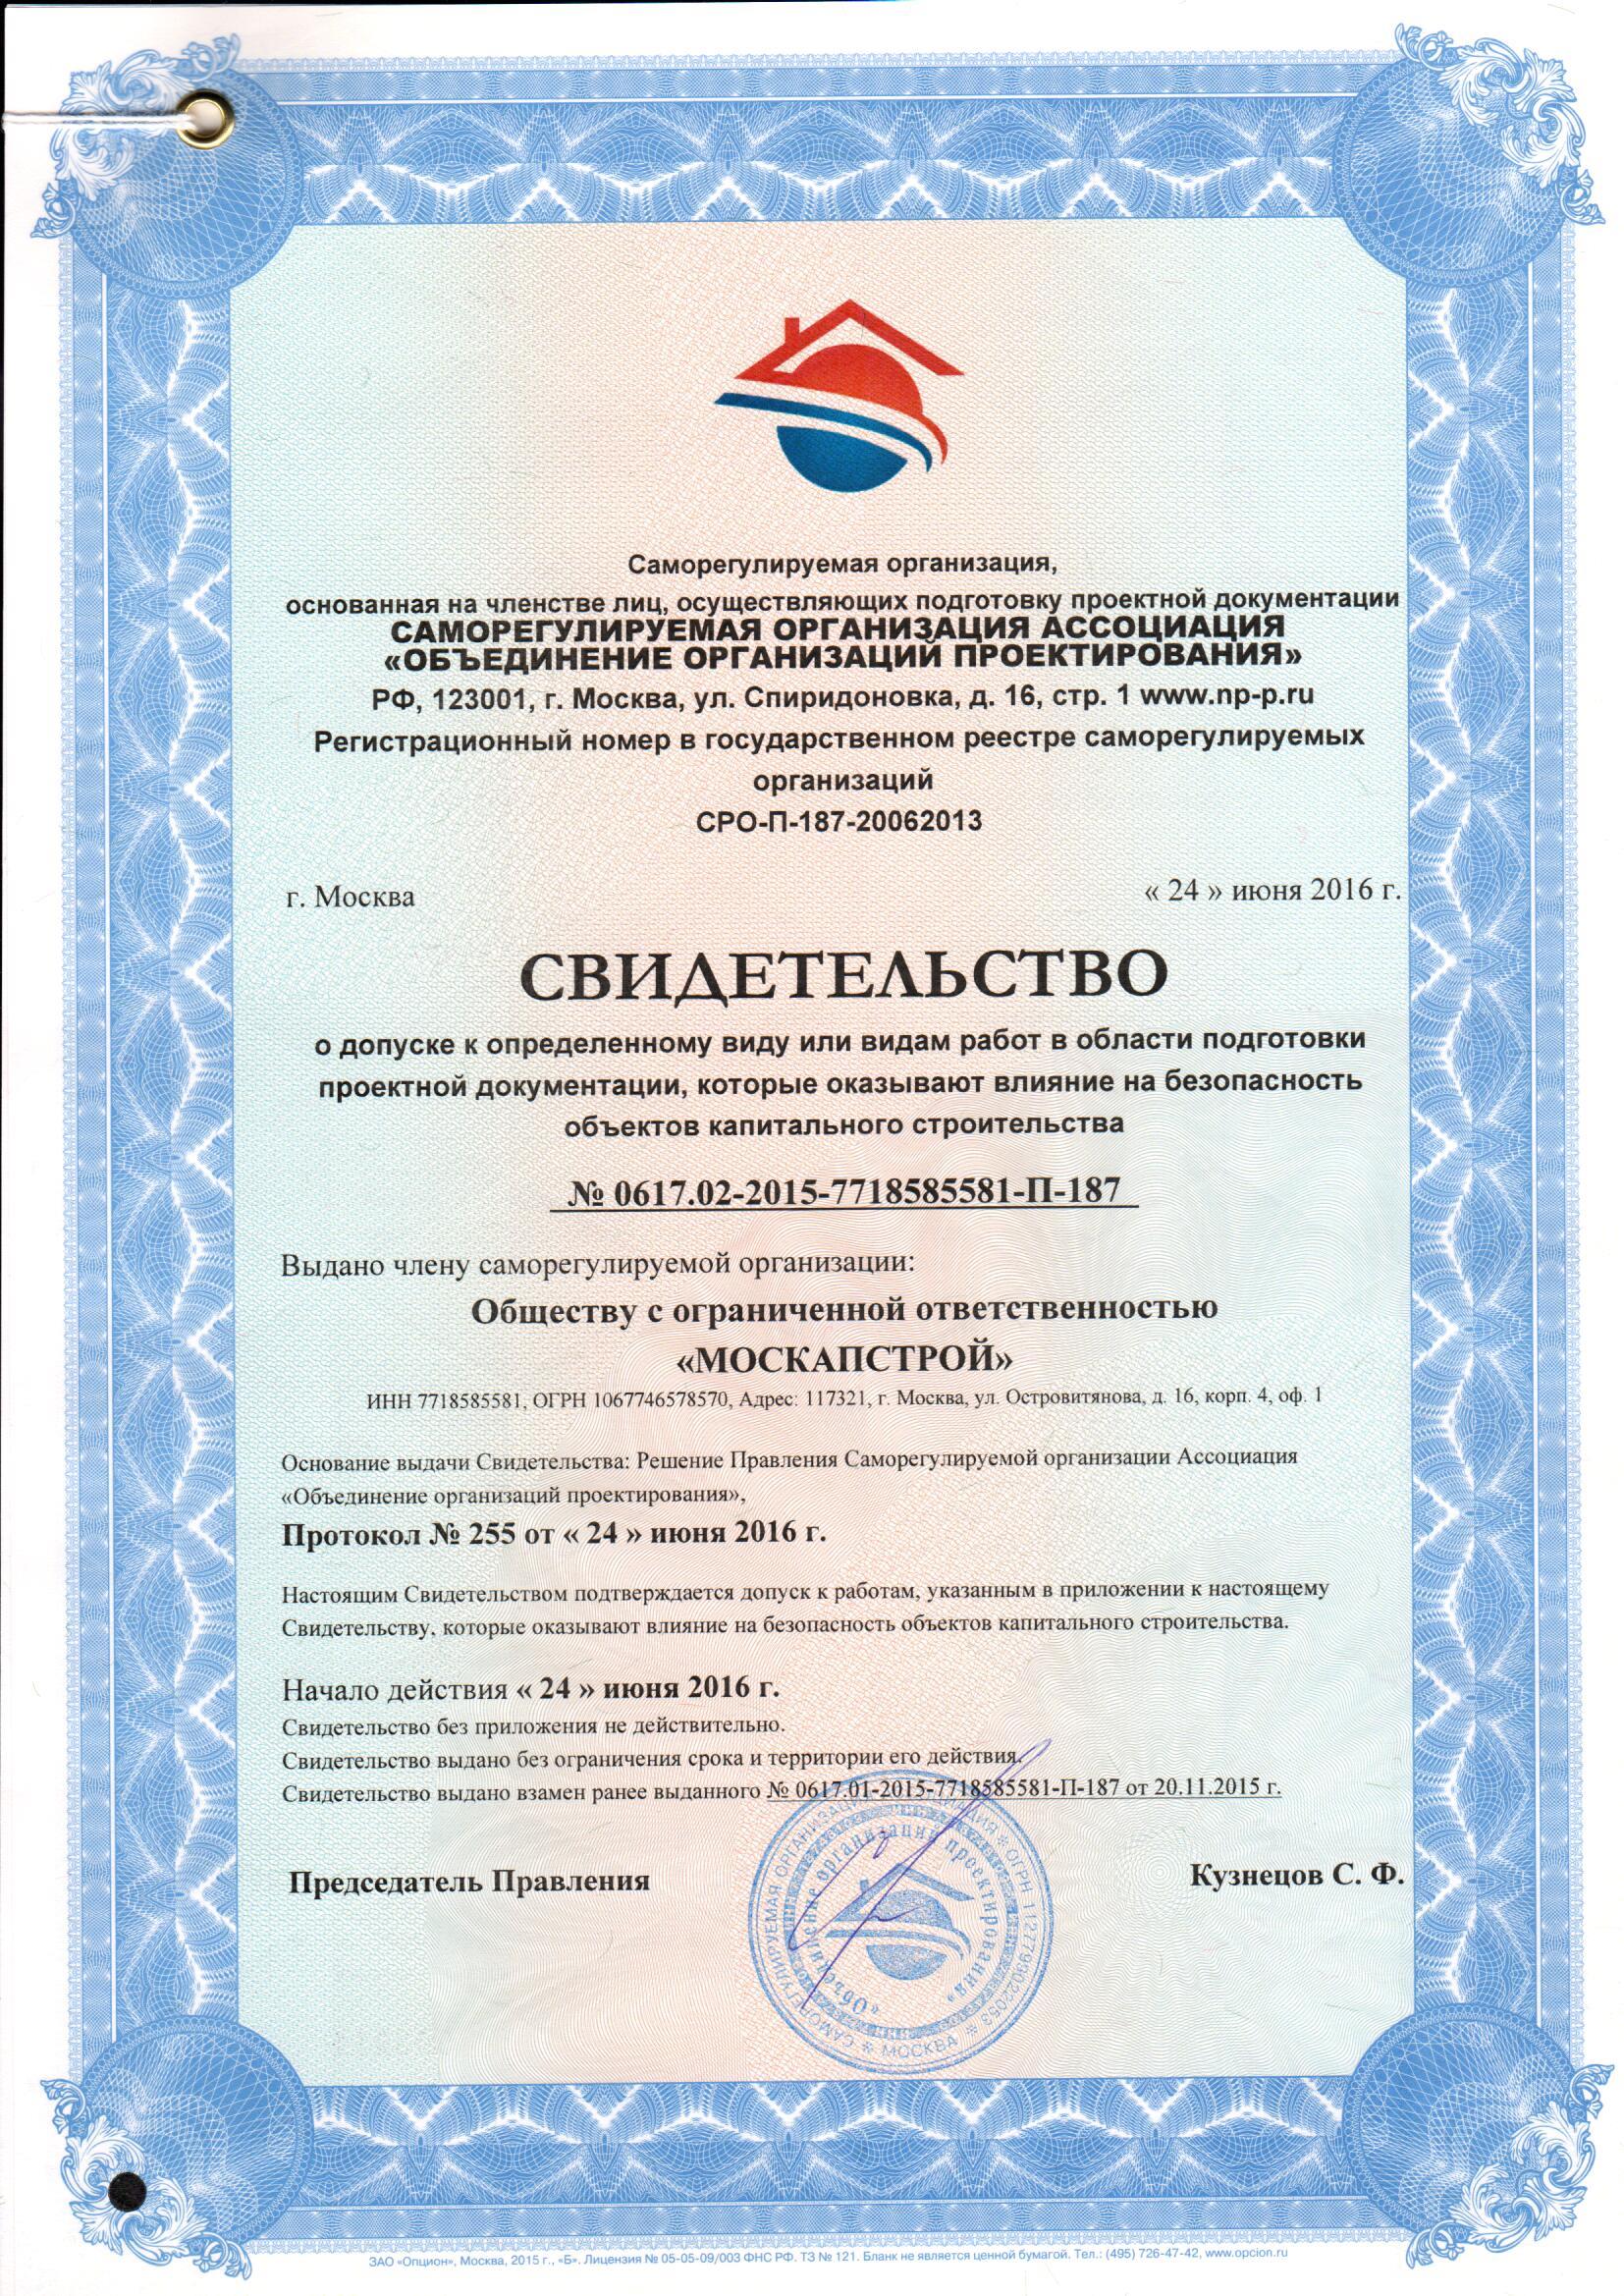 Саморегулируемая организация,
основанная на членстве лиц, осуществляющих подготовку проектной документации
САМОРЕГУЛИРУЕМАЯ ОРГАНИЗАЦИЯ АССОЦИАЦИЯ
«ОБЪЕДИНЕНИЕ ОРГАНИЗАЦИЙ ПРОЕКТИРОВАНИЯ»
РФ, 123001, г. Москва, ул. Спиридоновка, д. 16, стр. 1 www.np-p.ru
Регистрационный номер в государственном реестре саморегулируемых
организаций
СРО-П-187-20062013
г. Москва « 24 » июня 2016 г.
СВИДЕТЕЛЬСТВО
о допуске к определенному виду или видам работ в области подготовки
проектной документации, которые оказывают влияние на безопасность
объектов капитального строительства
№ 0617.02-2015-7718585581-П-187
Выдано члену саморегулируемой организации:
Обществу с ограниченной ответственностью
«МОСКАПСТРОЙ»
ИНН 7718585581, ОГРН 1067746578570, Адрес: 117321, г. Москва, ул. Островитянова, д. 16, корп. 4, оф. 1
Основание выдачи Свидетельства: Решение Правления Саморегулируемой организации Ассоциация
«Объединение организаций проектирования»,
Протокол № 255 от « 24 » июня 2016 г.
Настоящим Свидетельством подтверждается допуск к работам, указанным в приложении к настоящему
Свидетельству, которые оказывают влияние на безопасность объектов капитального строительства.
Начало действия « 24 » июня 2016 г.
Свидетельство без приложения не действительно.
Свидетельство выдано без ограничения срока и территории его действия.
Свидетельство выдано взамен ранее выданного № 0617.01-2015-7718585581-П-187 от 20.11.2015 г.
Председатель Правления Кузнецов С. Ф.
САМОРЕГУЛИРУЕМАЯ ОРГАНИЗАЦИЯ АССОЦИАЦИЯ * ОГРН 1127799022053 * МОСКВА *
«Объединение организаций проектирования»
ЗАО «Опцион», Москва, 2015 г., «Б». Лицензия № 05-05-09/003 ФНС РФ. ТЗ № 121. Бланк не является ценной бумагой. Тел.: (495) 726-47-42, www.opcion.ru